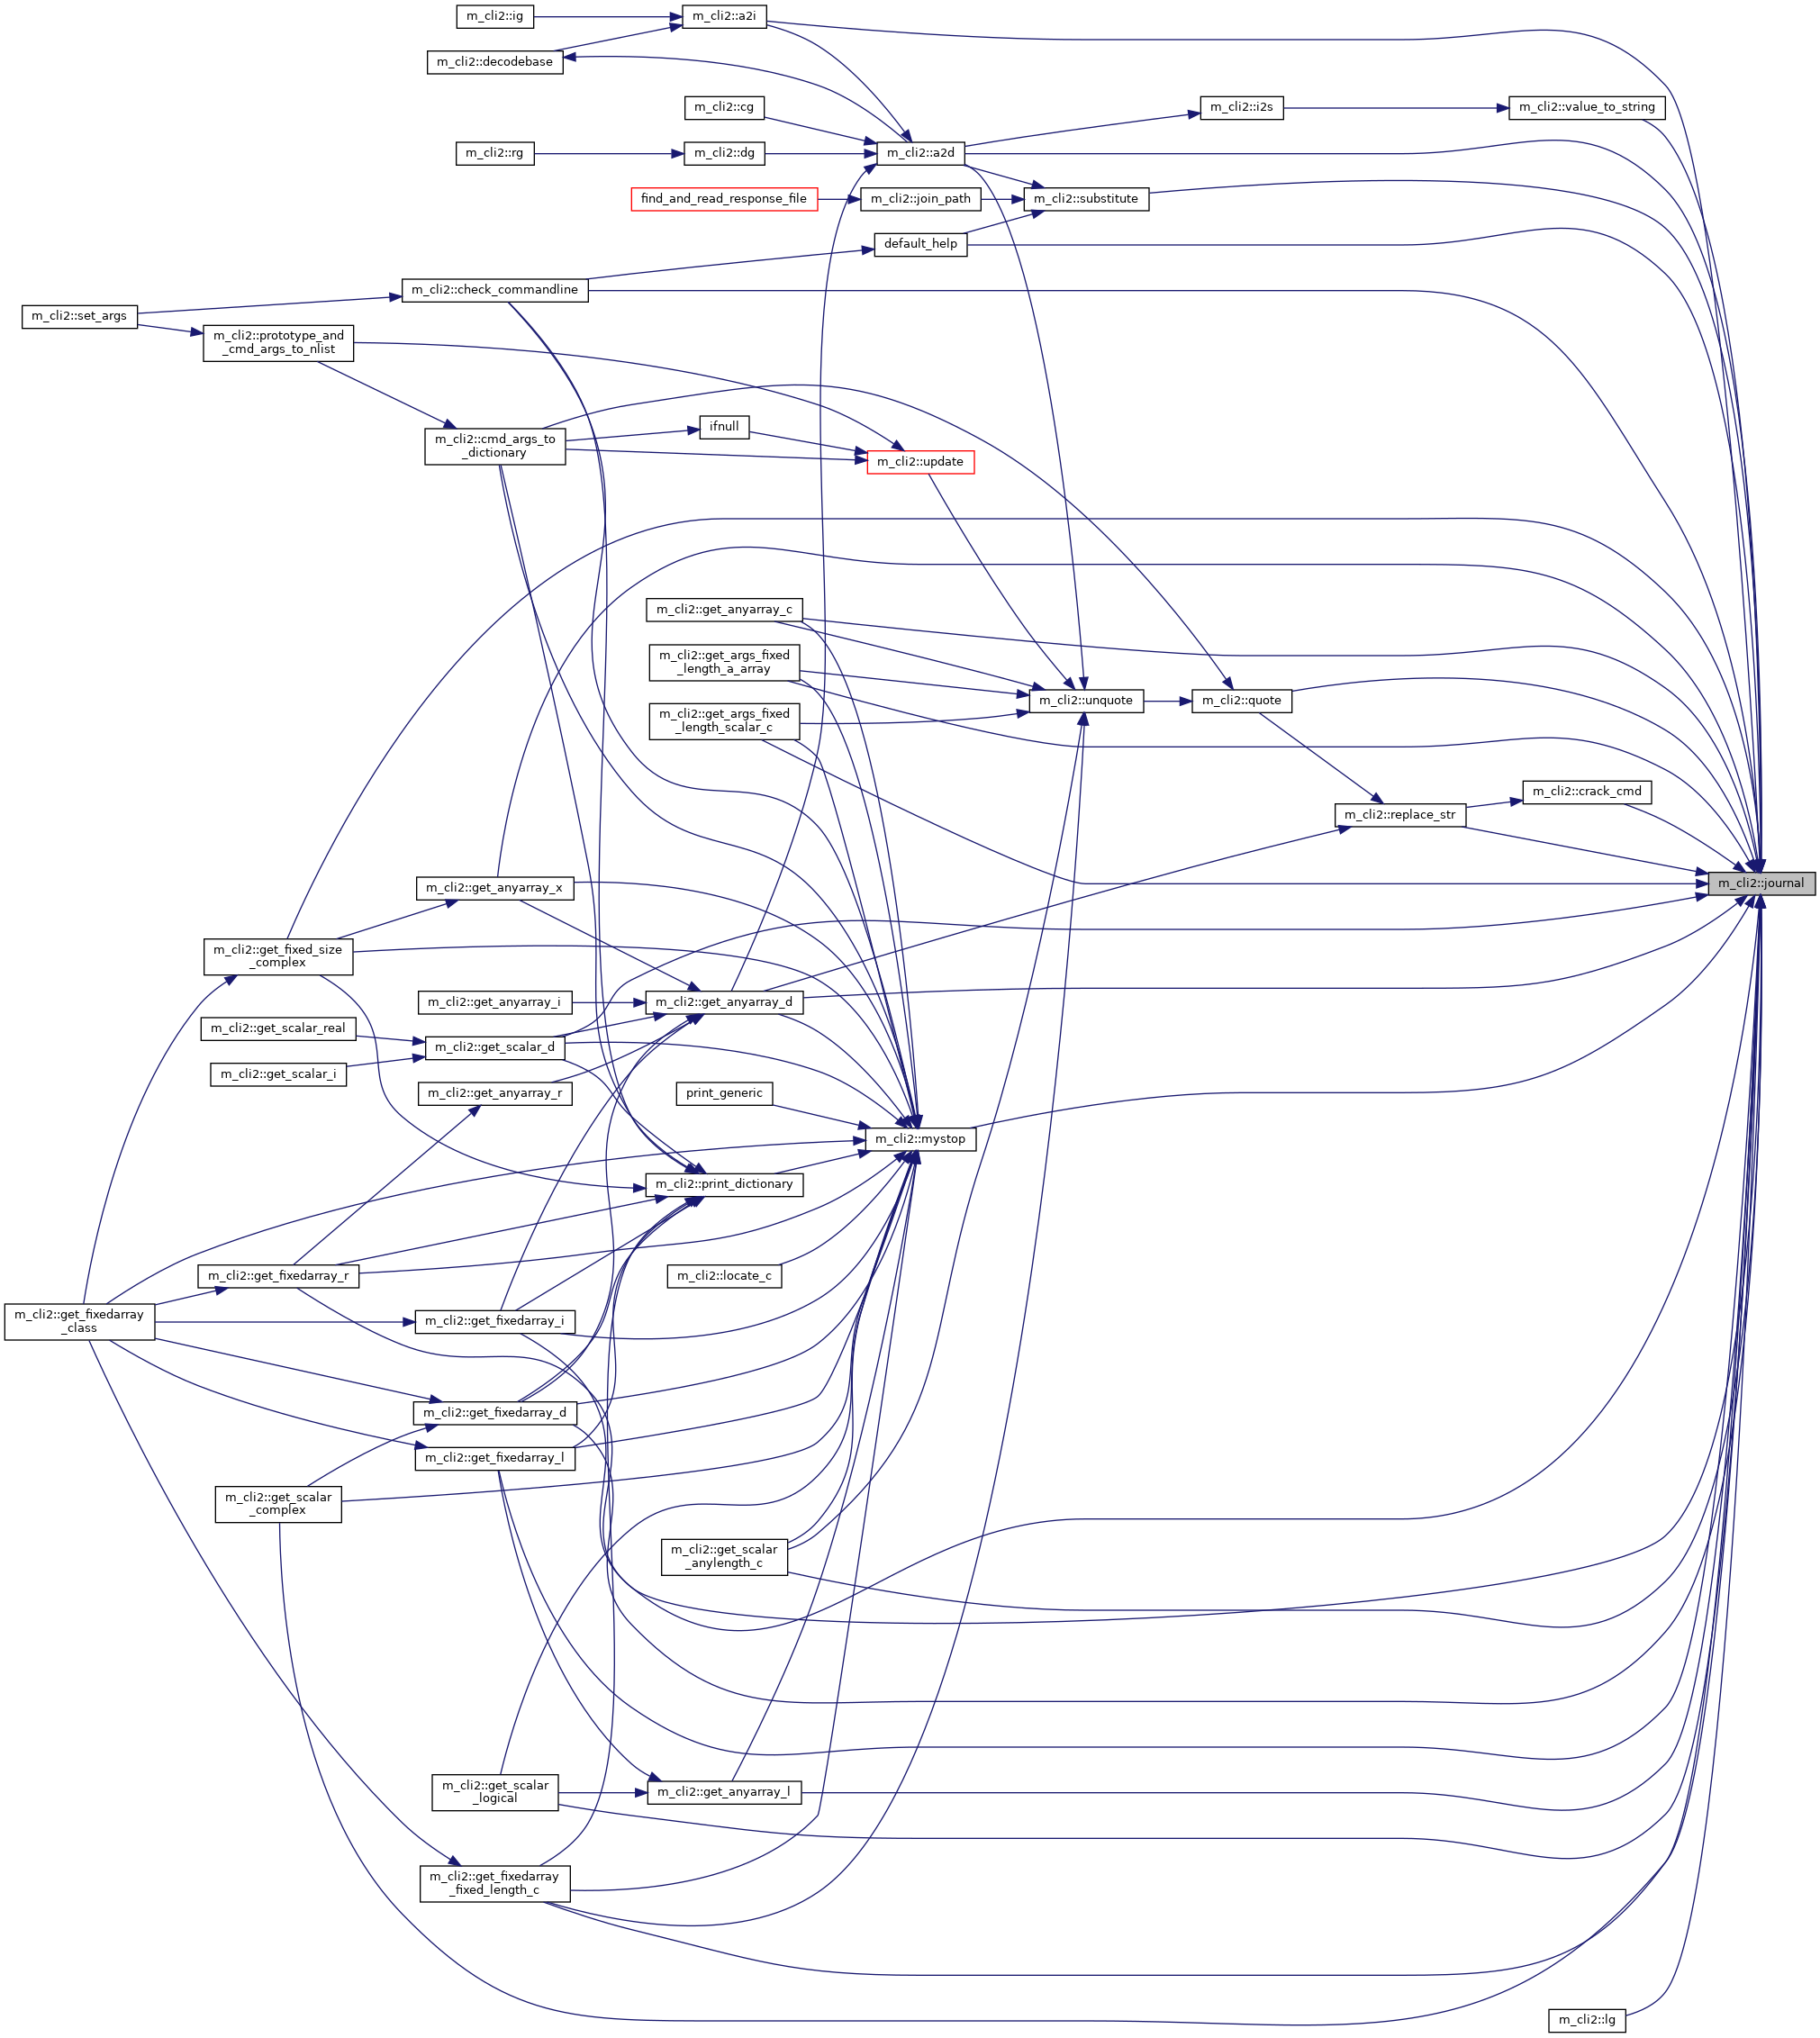 m_cli2::ig
m_cli2::a2i
m_cli2::decodebase
m_cli2::cg
m_cli2::i2s
m_cli2::value_to_string
m_cli2::rg
m_cli2::dg
m_cli2::a2d
find_and_read_response_file
m_cli2::join_path
m_cli2::substitute
default_help
m_cli2::check_commandline
m_cli2::set_args
m_cli2::prototype_and
_cmd_args_to_nlist
ifnull
m_cli2::cmd_args_to
_dictionary
m_cli2::update
m_cli2::get_anyarray_c
m_cli2::get_args_fixed
_length_a_array
m_cli2::unquote
m_cli2::quote
m_cli2::get_args_fixed
_length_scalar_c
m_cli2::crack_cmd
m_cli2::replace_str
m_cli2::get_anyarray_x
m_cli2::journal
m_cli2::get_fixed_size
_complex
m_cli2::get_anyarray_i
m_cli2::get_anyarray_d
m_cli2::get_scalar_real
m_cli2::get_scalar_d
m_cli2::get_scalar_i
m_cli2::get_anyarray_r
print_generic
m_cli2::mystop
m_cli2::print_dictionary
m_cli2::get_fixedarray_r
m_cli2::locate_c
m_cli2::get_fixedarray
_class
m_cli2::get_fixedarray_i
m_cli2::get_fixedarray_d
m_cli2::get_fixedarray_l
m_cli2::get_scalar
_complex
m_cli2::get_scalar
_anylength_c
m_cli2::get_scalar
_logical
m_cli2::get_anyarray_l
m_cli2::get_fixedarray
_fixed_length_c
m_cli2::lg